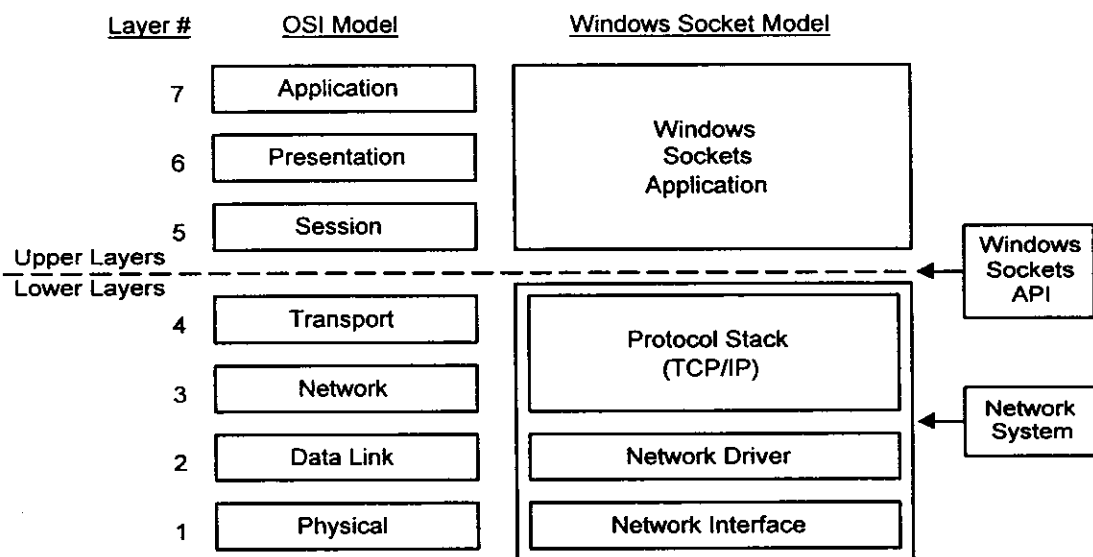 Layer #
OSI Model
Windows Socket Model
7
Application
Windows
Sockets
Application
6
Presentation
5
Session
Upper Layers
Windows
Sockets
API
Lower Layers
4
Transport
Protocol Stack
(TCP/IP)
3
Network
Network
System
2
Data Link
Network Driver
1
Physical
Network Interface